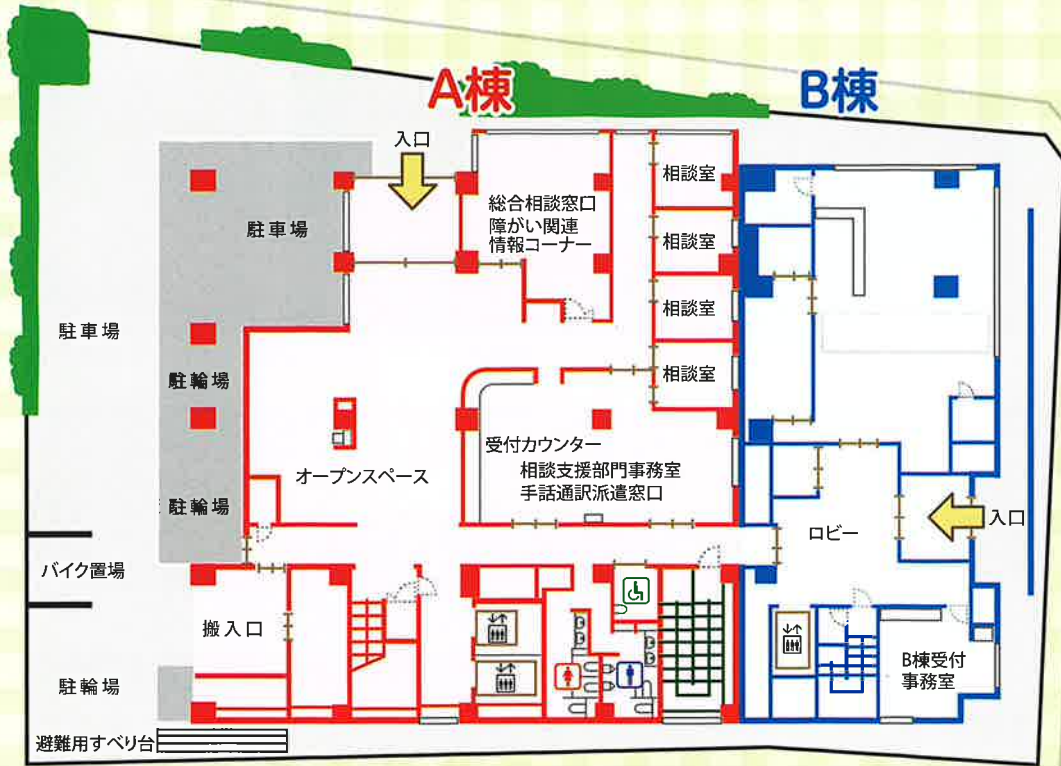 A棟
B棟
入口
総合相談窓口
障がい関連
情報コーナー
相談室
相談室
相談室
相談室
駐車場
駐車場
駐輪場
駐輪場
オープンスペース
受付カウンター
相談支援部門事務室
手話通訳派遣窓口
ロビー
入口
バイク置場
搬入口
駐輪場
B棟受付
事務室
避難用すべり台